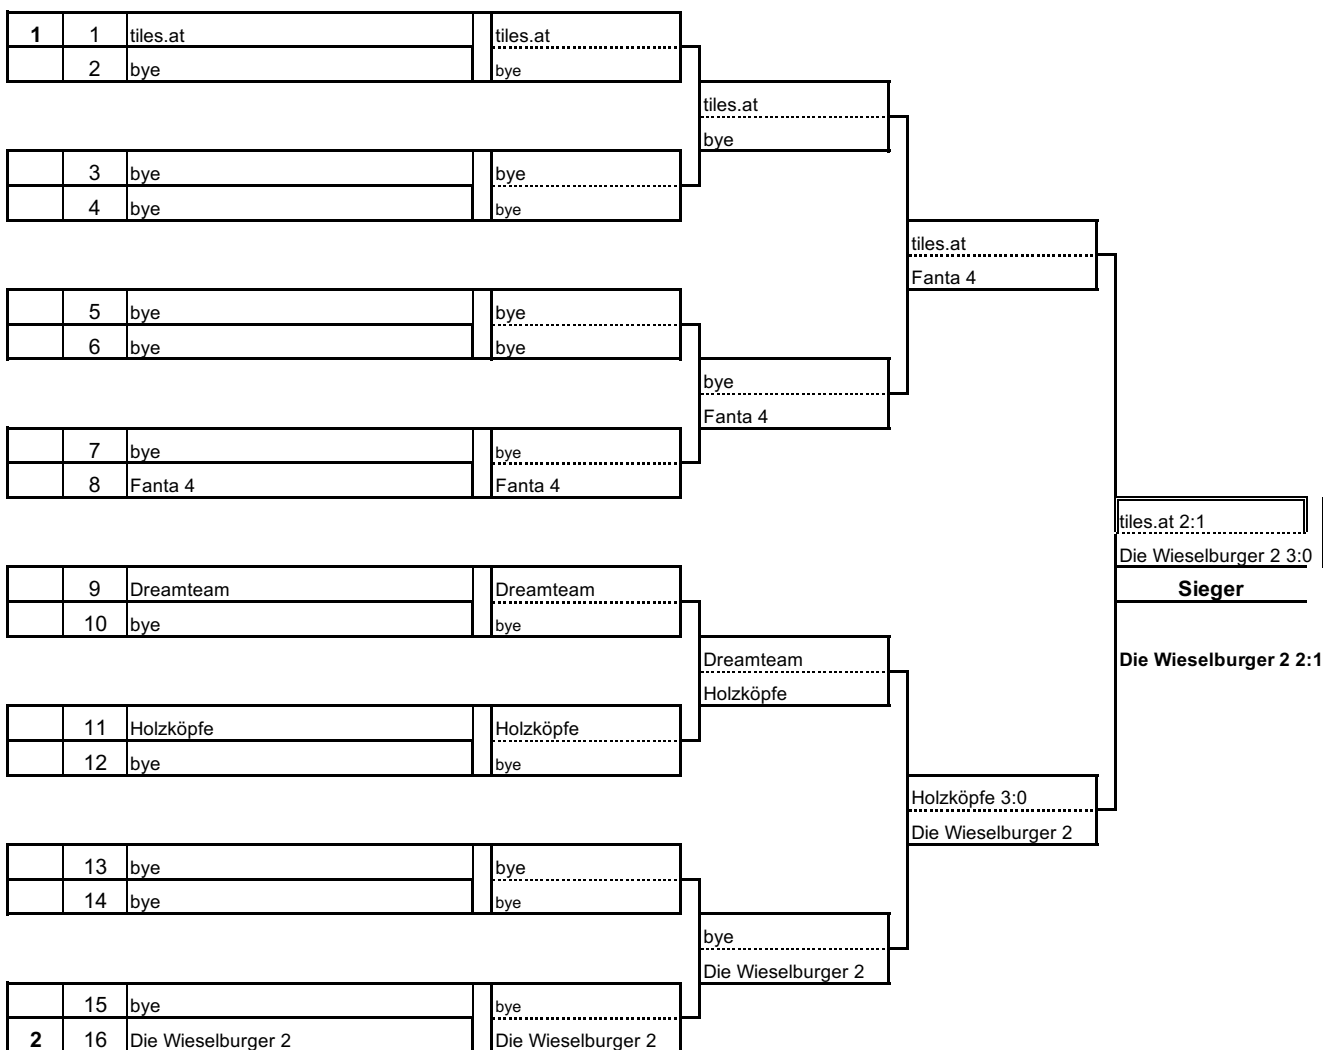 1 1 tiles.at tiles.at
2 bye bye
tiles.at
bye
3 bye bye
4 bye bye
tiles.at
Fanta 4
5 bye bye
6 bye bye
bye
Fanta 4
7 bye bye
8 Fanta 4 Fanta 4
tiles.at 2:1
Die Wieselburger 2 3:0
9 Dreamteam Dreamteam
Sieger
10 bye bye
Dreamteam
Die Wieselburger 2 2:1
Holzköpfe
11 Holzköpfe Holzköpfe
12 bye bye
Holzköpfe 3:0
Die Wieselburger 2
13 bye bye
14 bye bye
bye
Die Wieselburger 2
15 bye bye
2 16 Die Wieselburger 2 Die Wieselburger 2